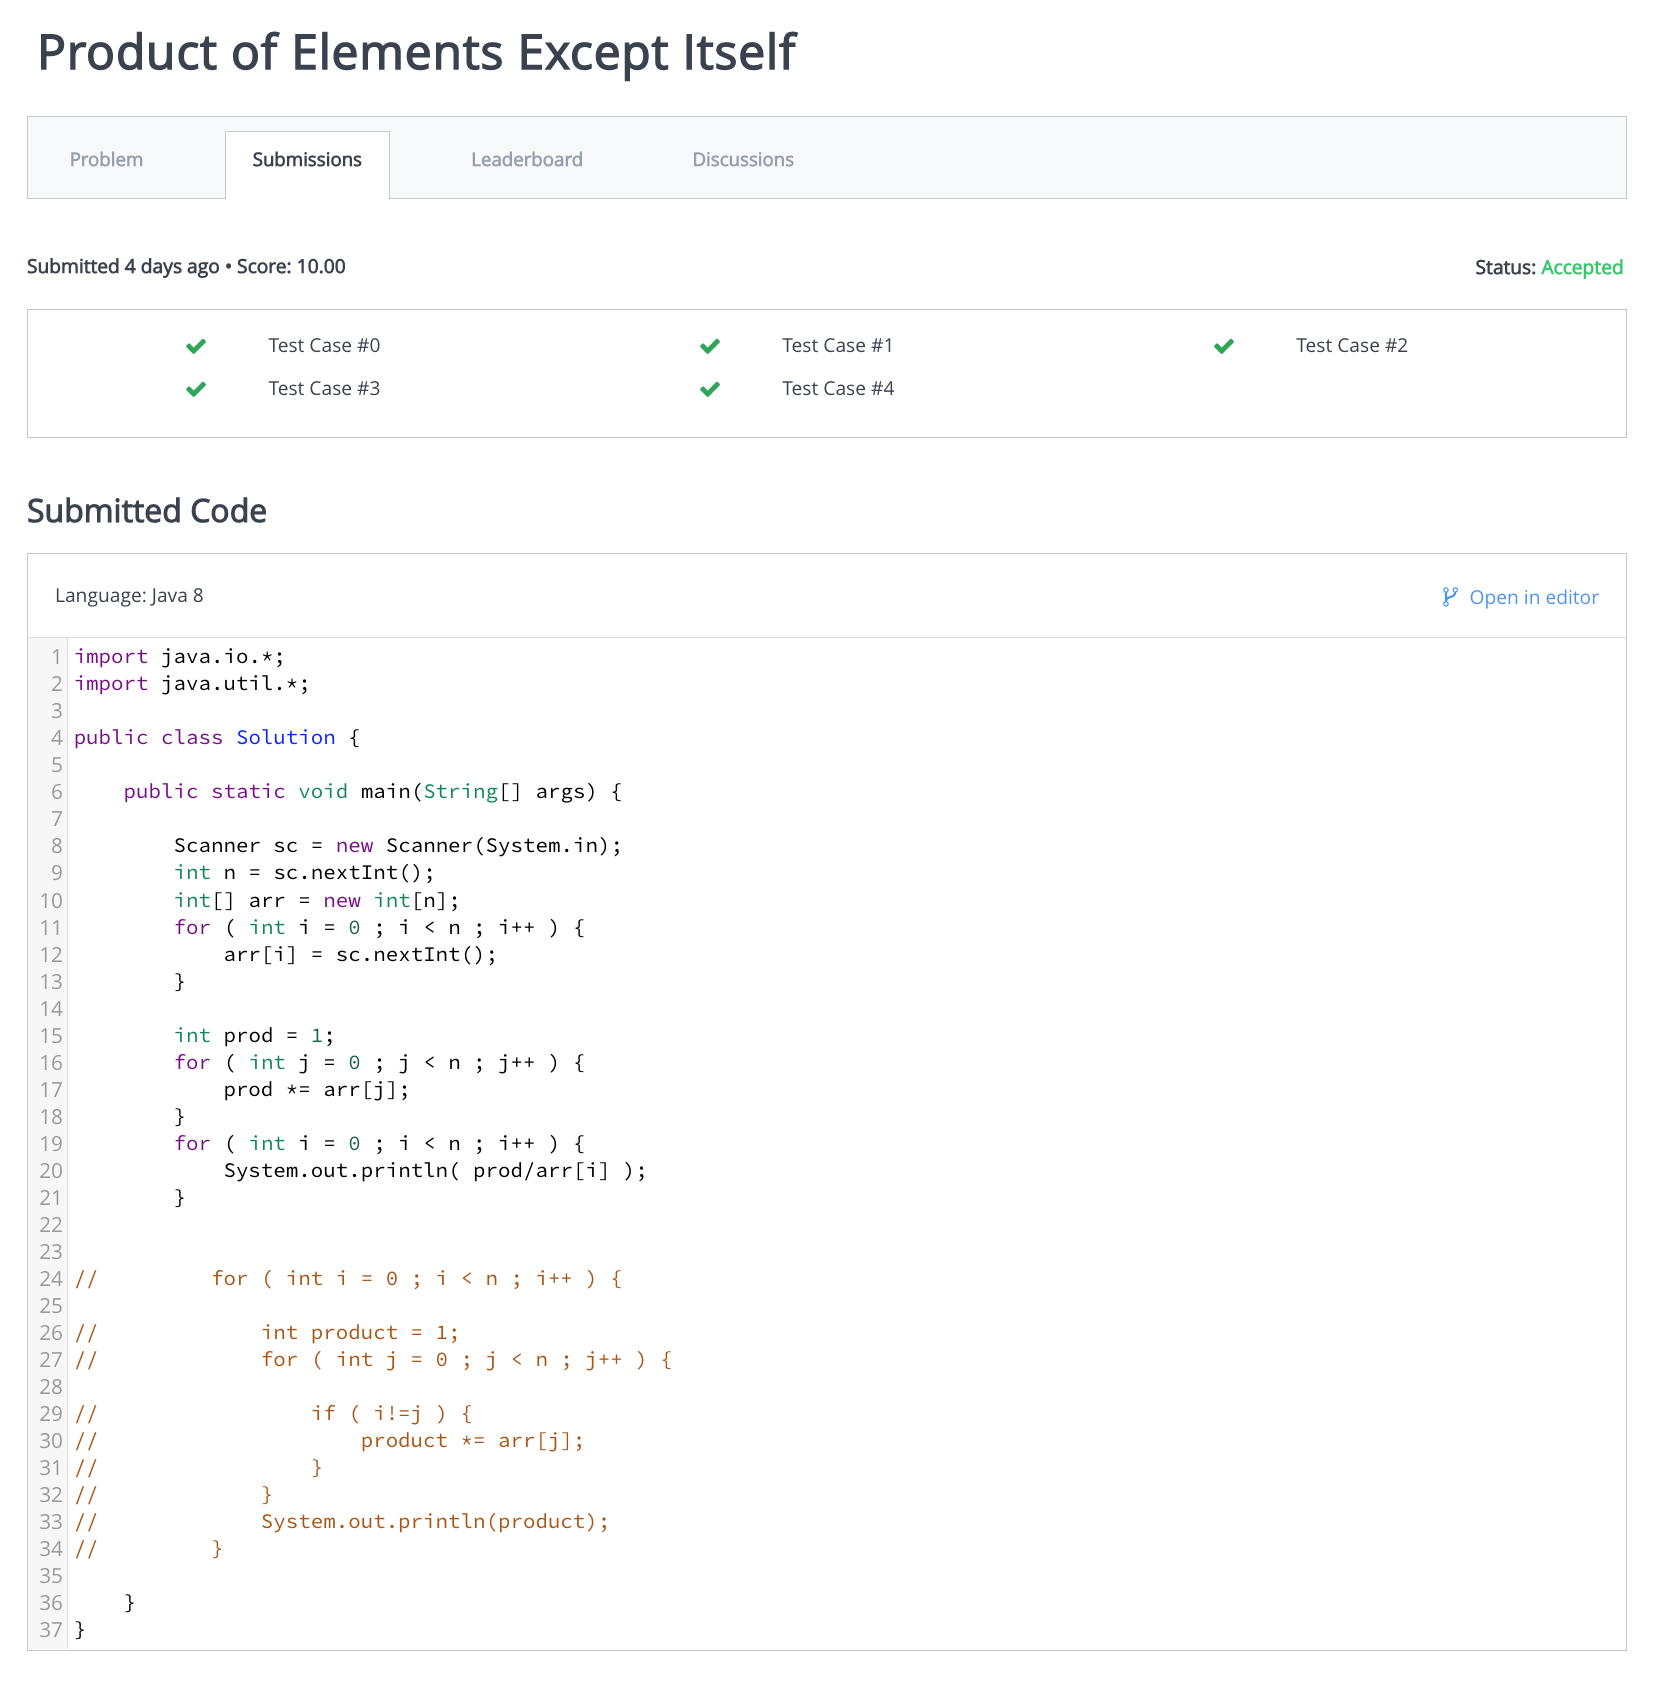 Product of Elements Except Itself
Problem Submissions Leaderboard Discussions
Submitted 4 days ago • Score: 10.00 Status: Accepted
Test Case #0 Test Case #1 Test Case #2
Test Case #3 Test Case #4
Submitted Code
Language: Java 8 Open in editor
1 import java.io.*;
2 import java.util.*;
3
4 public class Solution {
5
6     public static void main(String[] args) {
7
8         Scanner sc = new Scanner(System.in);
9         int n = sc.nextInt();
10         int[] arr = new int[n];
11         for ( int i = 0 ; i < n ; i++ ) {
12             arr[i] = sc.nextInt();
13         }
14
15         int prod = 1;
16         for ( int j = 0 ; j < n ; j++ ) {
17             prod *= arr[j];
18         }
19         for ( int i = 0 ; i < n ; i++ ) {
20             System.out.println( prod/arr[i] );
21         }
22
23
24 //         for ( int i = 0 ; i < n ; i++ ) {
25
26 //             int product = 1;
27 //             for ( int j = 0 ; j < n ; j++ ) {
28
29 //                 if ( i!=j ) {
30 //                     product *= arr[j];
31 //                 }
32 //             }
33 //             System.out.println(product);
34 //         }
35
36     }
37 }